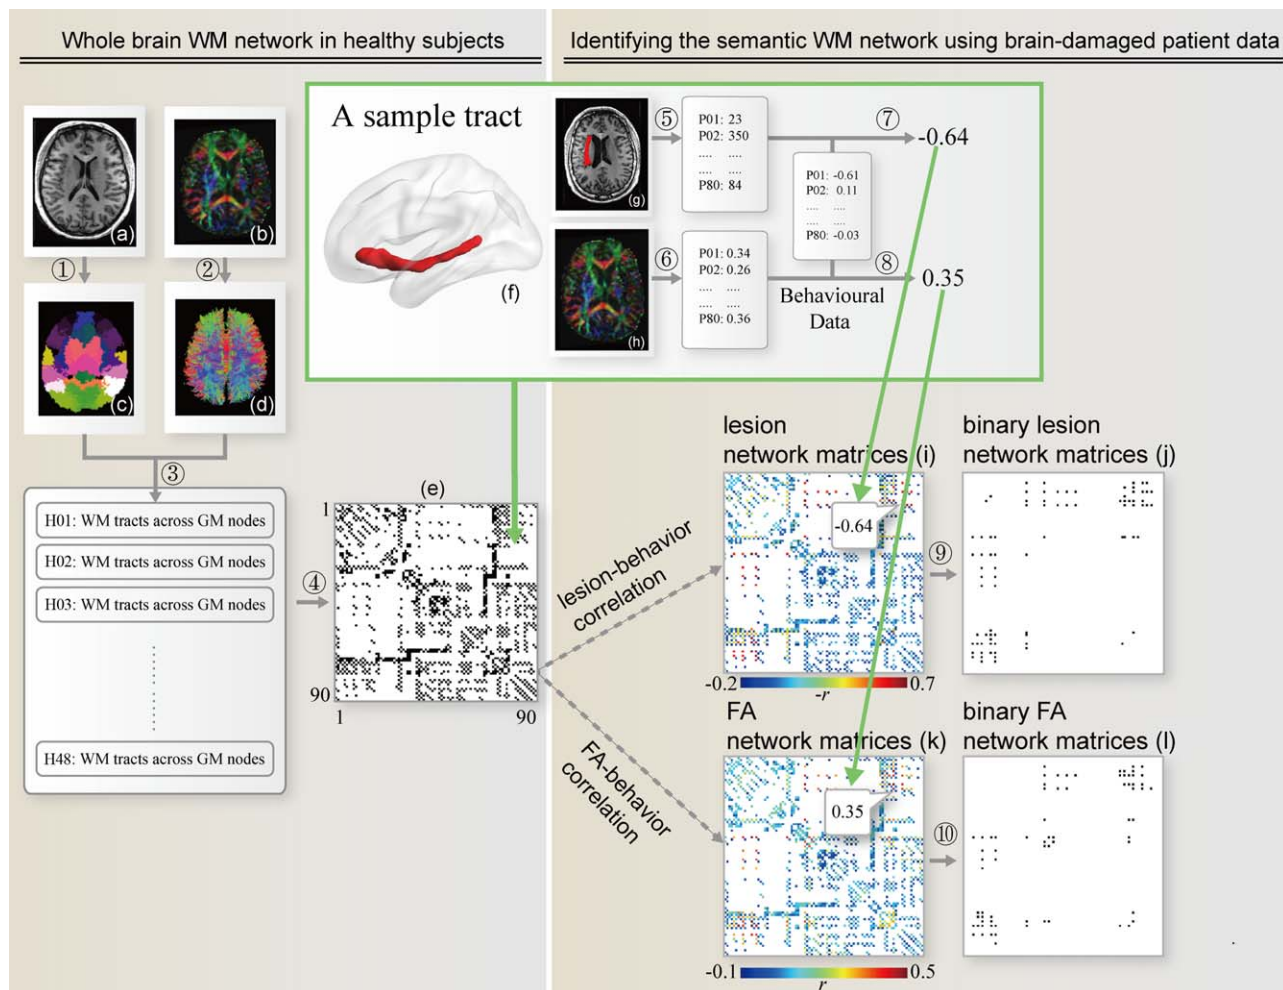 Whole brain WM network in healthy subjects
Identifying the semantic WM network using brain-damaged patient data
(a)
(b)
①
②
(c)
(d)
③
H01: WM tracts across GM nodes
H02: WM tracts across GM nodes
H03: WM tracts across GM nodes
H48: WM tracts across GM nodes
④
(e)
1
90
1
90
A sample tract
(f)
(g)
⑤
P01: 23
P02: 350
.... ....
.... ....
P80: 84
⑦
-0.64
P01: -0.61
P02: 0.11
.... ....
.... ....
P80: -0.03
(h)
⑥
P01: 0.34
P02: 0.26
.... ....
.... ....
P80: 0.36
⑧
0.35
Behavioural
Data
lesion-behavior
correlation
FA-behavior
correlation
lesion
network matrices (i)
-0.64
-0.2
-r
0.7
⑨
binary lesion
network matrices (j)
FA
network matrices (k)
0.35
-0.1
r
0.5
⑩
binary FA
network matrices (l)